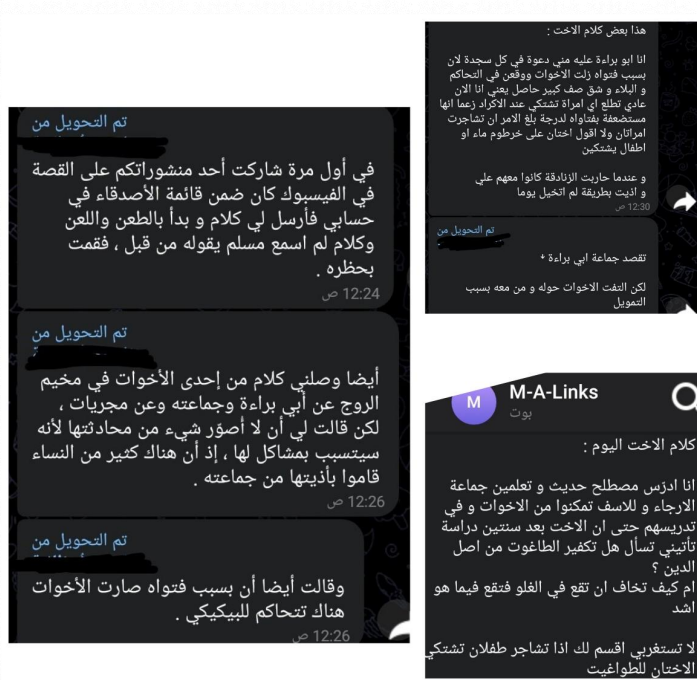 هذا بعض كلام الاخت :
انا ابو براءة عليه مني دعوة في كل سجدة لان
بسبب فتواه زلت الاخوات ووقعن في التحاكم
و البلاء و شق صف كبير حاصل يعني انا الان
عادي تطلع اي امراة تشتكي عند الاكراد زعما انها
مستضعفة بفتاواه لدرجة بلغ الامر ان تشاجرت
امراتان ولا اقول اختان على خرطوم ماء او
اطفال يشتكين
و عندما حاربت الزنادقة كانوا معهم علي
و اذيت بطريقة لم اتخيل يوما
12:30 ص
تم التحويل من
تقصد جماعة ابي براءة *
لكن التفت الاخوات حوله و من معه بسبب
التمويل
تم التحويل من
في أول مرة شاركت أحد منشوراتكم على القصة
في الفيسبوك كان ضمن قائمة الأصدقاء في
حسابي فأرسل لي كلام و بدأ بالطعن واللعن
وكلام لم اسمع مسلم يقوله من قبل ، فقمت
بحظره .
12:24 ص
تم التحويل من
أيضا وصلني كلام من إحدى الأخوات في مخيم
الروج عن أبي براءة وجماعته وعن مجريات ،
لكن قالت لي أن لا أصوّر شيء من محادثتها لأنه
سيتسبب بمشاكل لها ، إذ أن هناك كثير من النساء
قاموا بأذيتها من جماعته .
12:26 ص
تم التحويل من
وقالت أيضا أن بسبب فتواه صارت الأخوات
هناك تتحاكم للبيكيكي .
12:26 ص
M
M-A-Links
بوت
كلام الاخت اليوم :
انا ادرّس مصطلح حديث و تعلمين جماعة
الارجاء و للاسف تمكنوا من الاخوات و في
تدريسهم حتى ان الاخت بعد سنتين دراسة
تأتيني تسأل هل تكفير الطاغوت من اصل
الدين ؟
ام كيف تخاف ان تقع في الغلو فتقع فيما هو
اشد
لا تستغربي اقسم لك اذا تشاجر طفلان تشتكي
الاختان للطواغيت